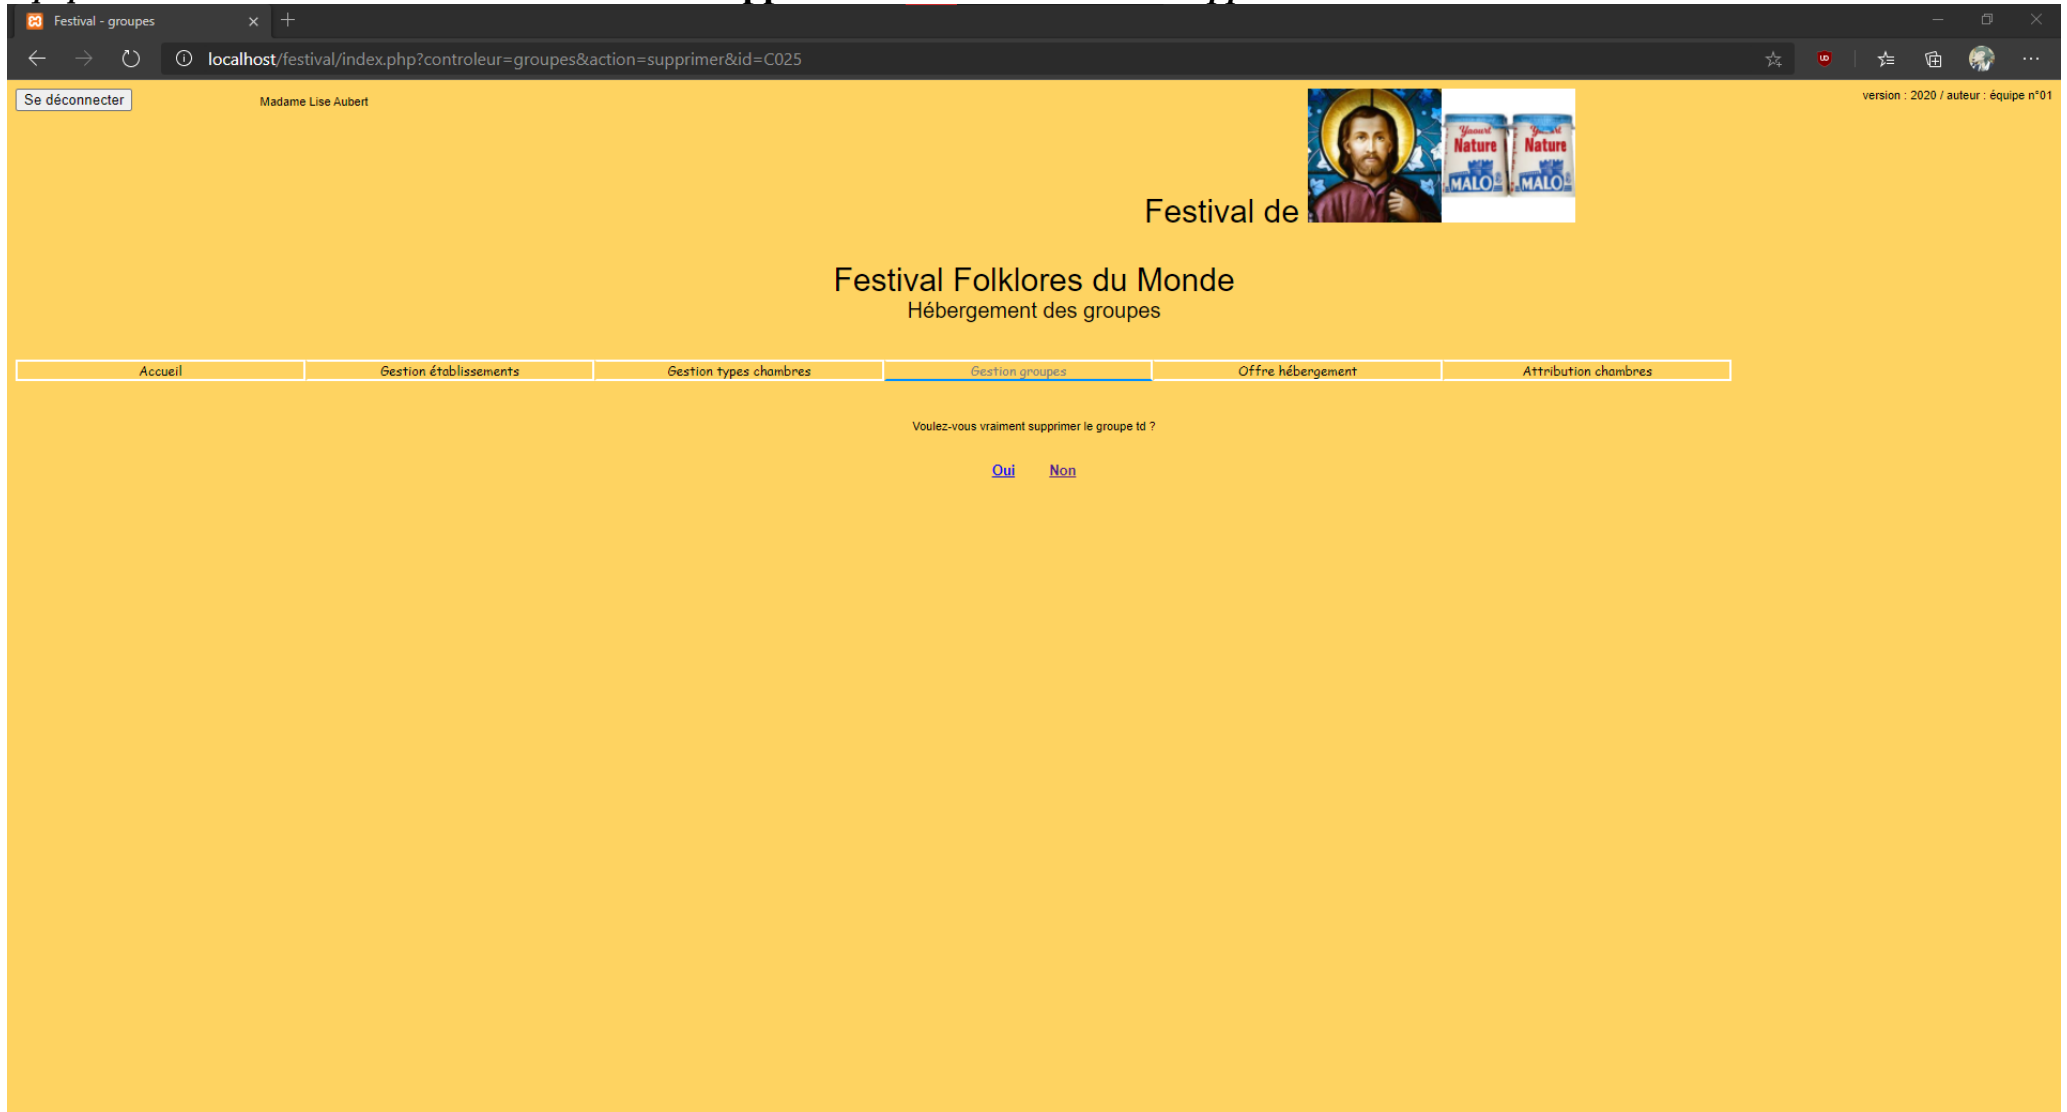 Festival - groupes
localhost/festival/index.php?controleur=groupes&action=supprimer&id=C025
Se déconnecter
Madame Lise Aubert
version : 2020 / auteur : équipe n°01
Yaourt
Nature
Nature
MALO
MALO
Festival de
Festival Folklores du Monde
Hébergement des groupes
Accueil
Gestion établissements
Gestion types chambres
Gestion groupes
Offre hébergement
Attribution chambres
Voulez-vous vraiment supprimer le groupe td ?
Oui Non